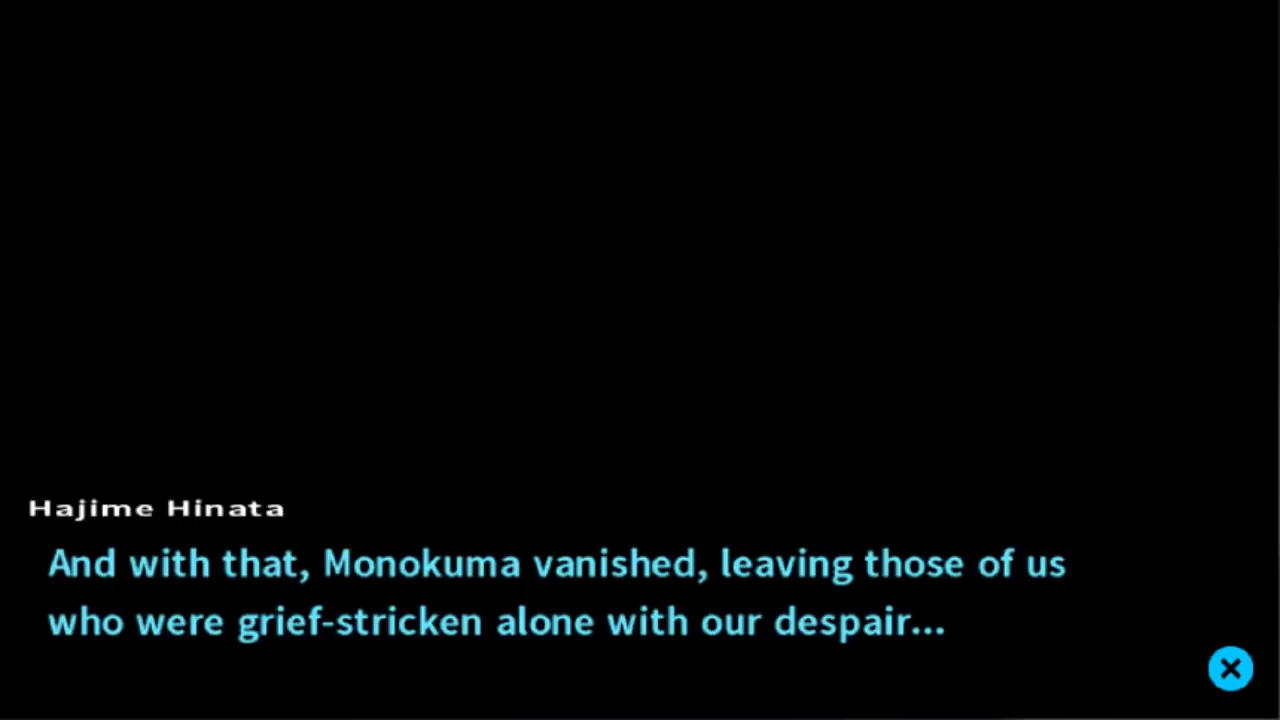 Hajime Hinata
And with that, Monokuma vanished, leaving those of us
who were grief-stricken alone with our despair...